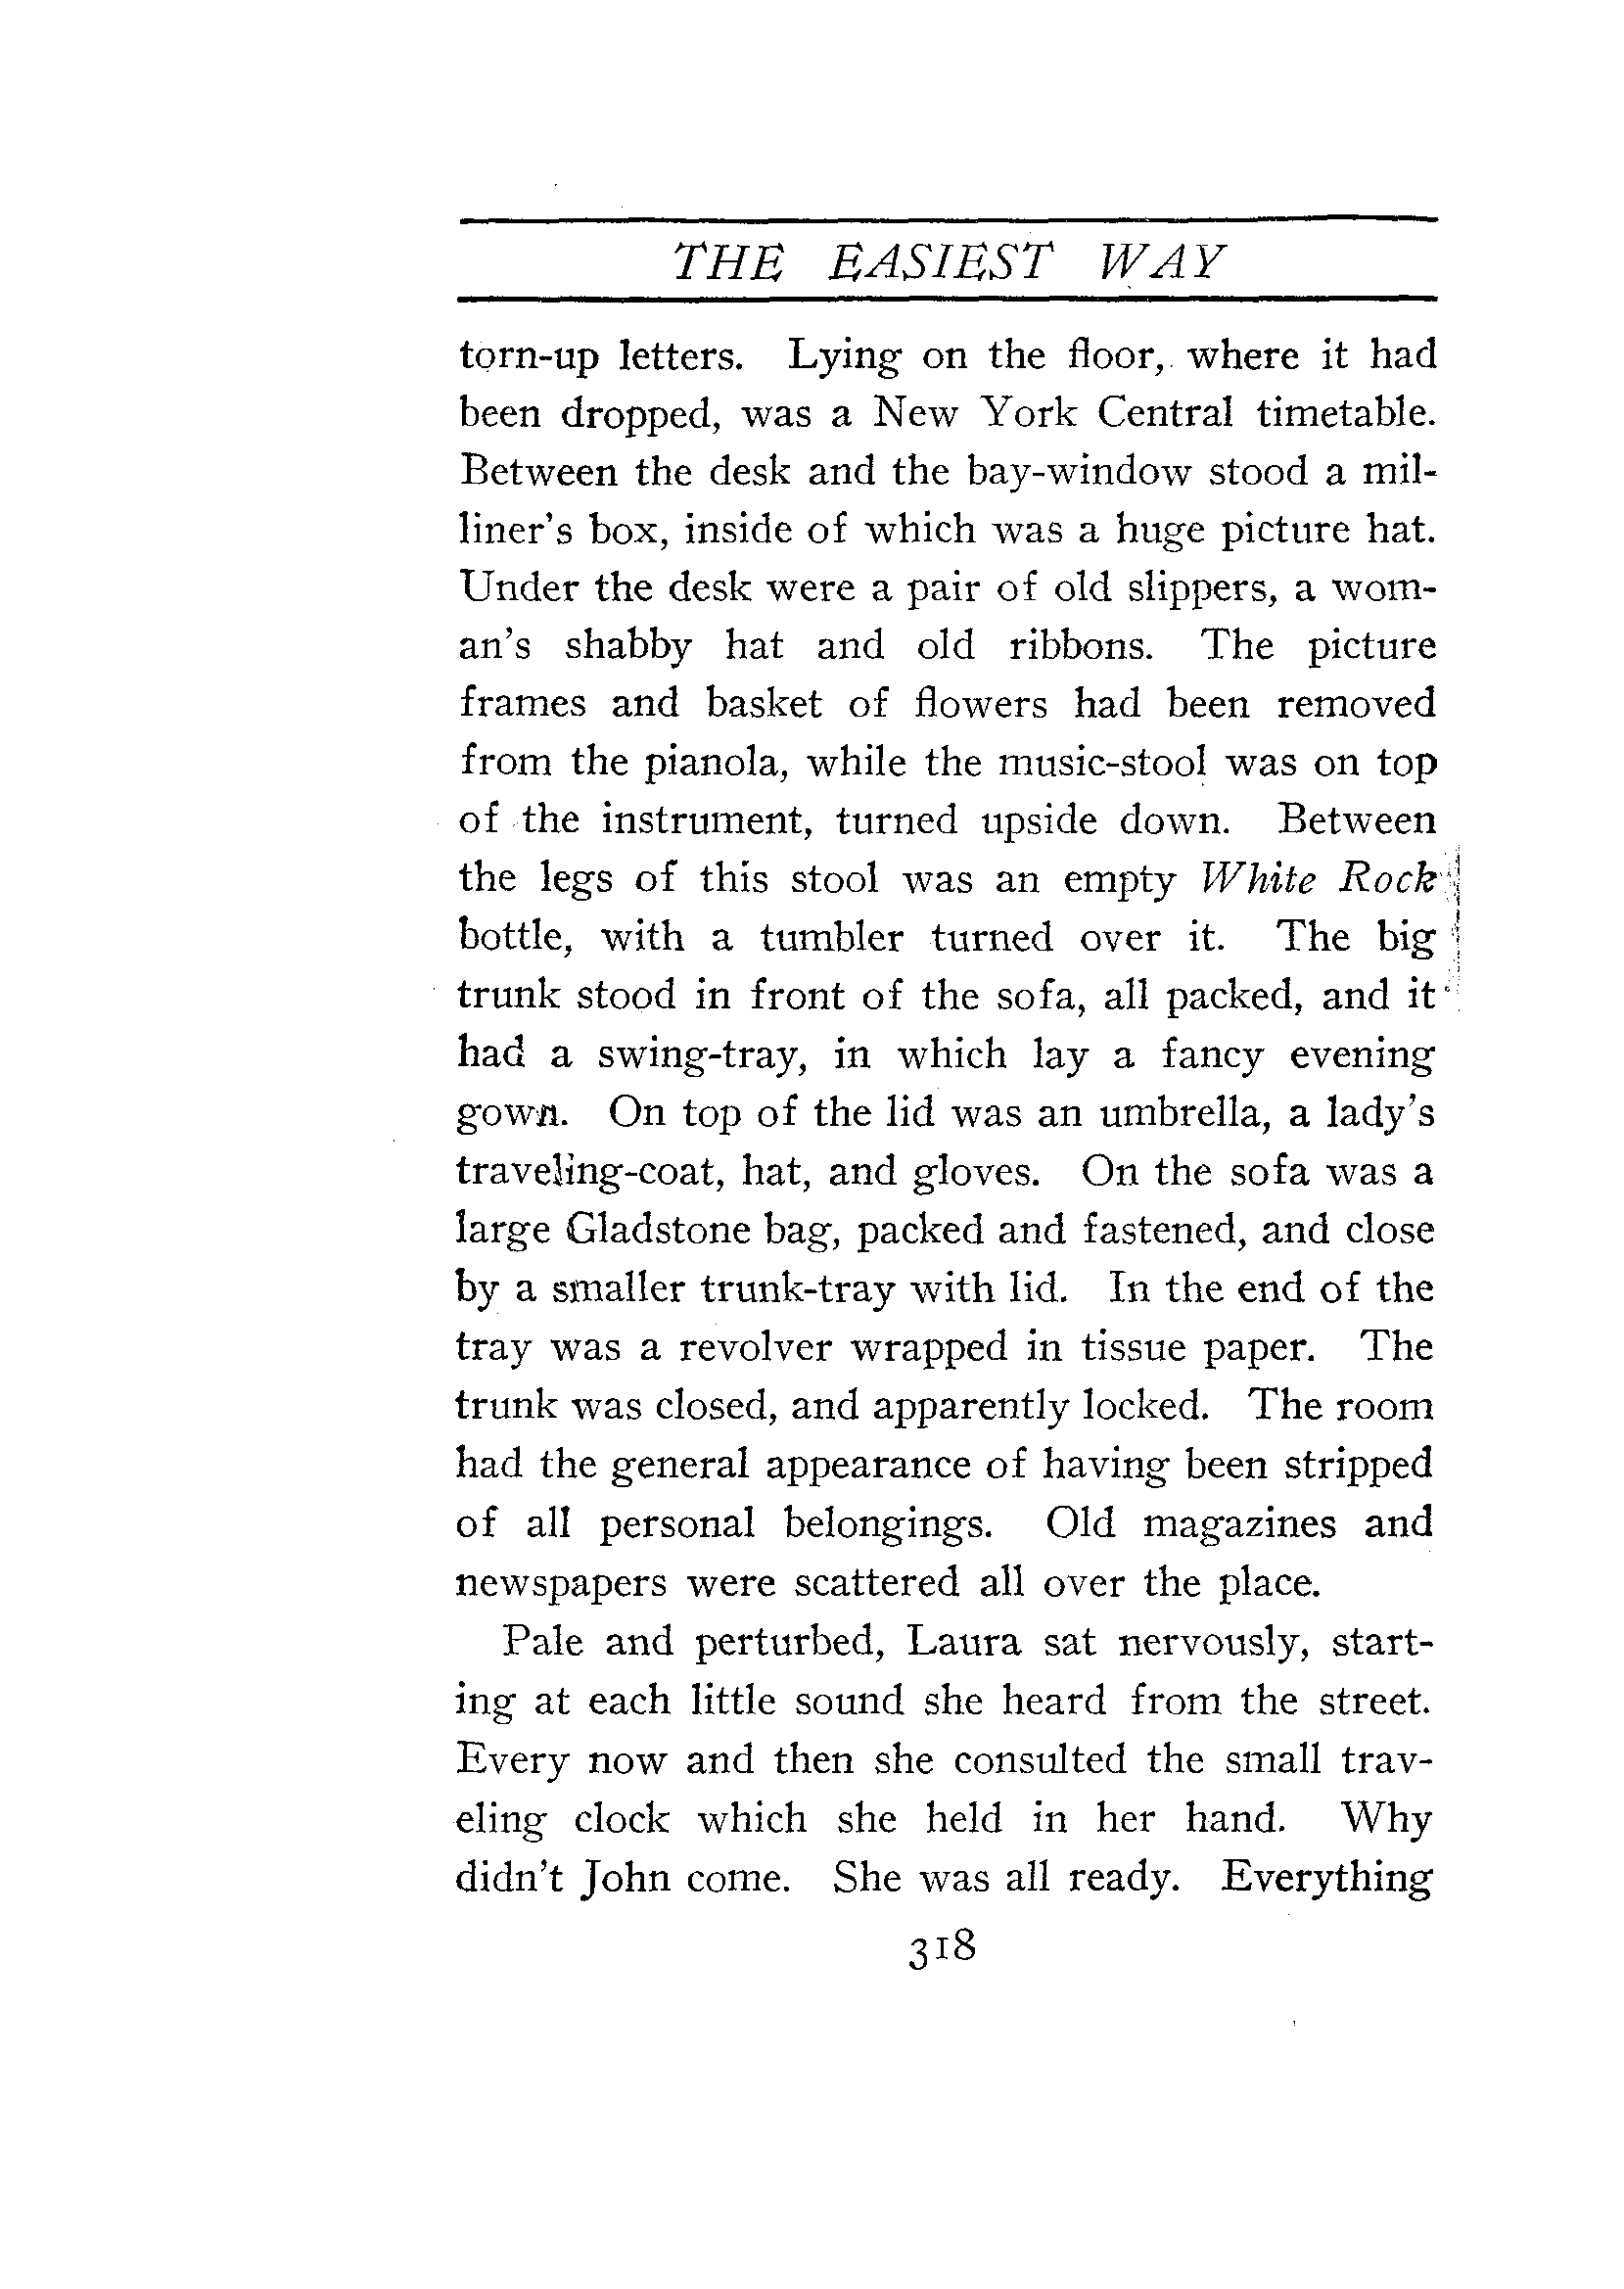 THE EASIEST WAY
torn-up letters. Lying on the floor, where it had
been dropped, was a New York Central timetable.
Between the desk and the bay-window stood a mil-
liner's box, inside of which was a huge picture hat.
Under the desk were a pair of old slippers, a wom-
an's shabby hat and old ribbons. The picture
frames and basket of flowers had been removed
from the pianola, while the music-stool was on top
of the instrument, turned upside down. Between
the legs of this stool was an empty White Rock
bottle, with a tumbler turned over it. The big
trunk stood in front of the sofa, all packed, and it
had a swing-tray, in which lay a fancy evening
gown. On top of the lid was an umbrella, a lady's
traveling-coat, hat, and gloves. On the sofa was a
large Gladstone bag, packed and fastened, and close
by a smaller trunk-tray with lid. In the end of the
tray was a revolver wrapped in tissue paper. The
trunk was closed, and apparently locked. The room
had the general appearance of having been stripped
of all personal belongings. Old magazines and
newspapers were scattered all over the place.
Pale and perturbed, Laura sat nervously, start-
ing at each little sound she heard from the street.
Every now and then she consulted the small trav-
eling clock which she held in her hand. Why
didn't John come. She was all ready. Everything
318